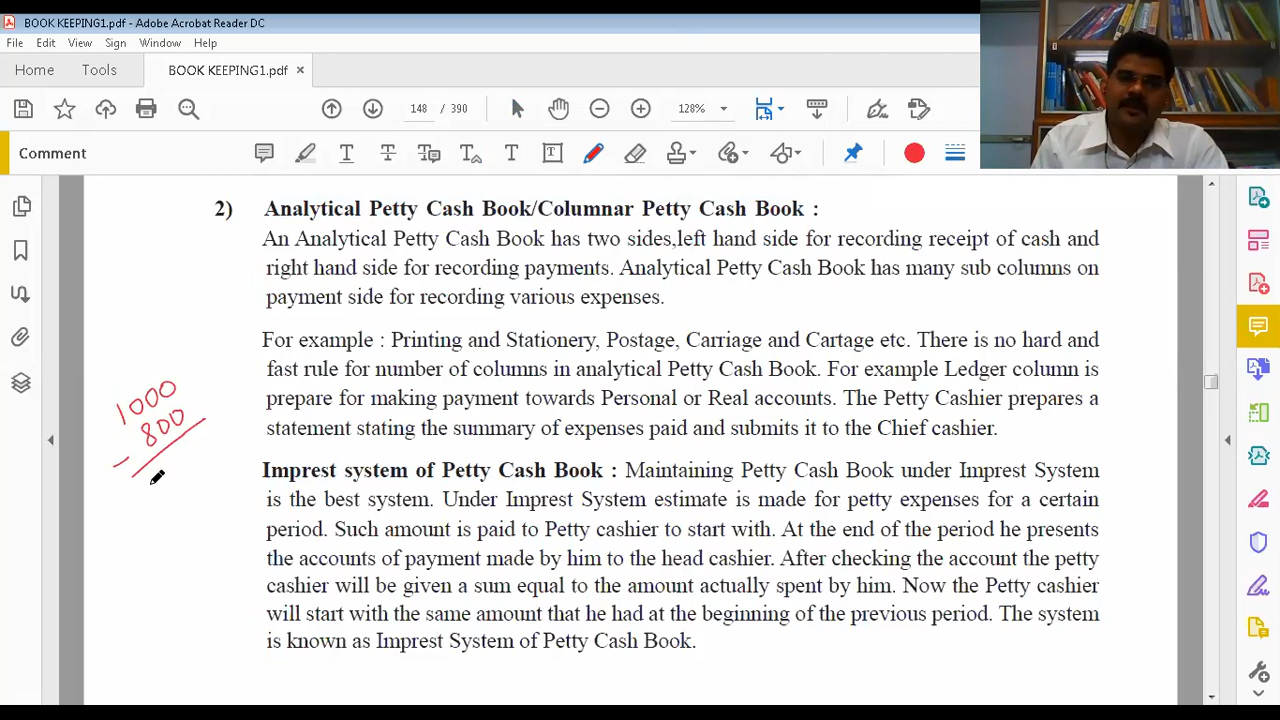 BOOK KEEPING1.pdf - Adobe Acrobat Reader DC
File Edit View Sign Window Help
Home Tools BOOK KEEPING1.pdf ×
148 / 390 128%
Comment
2) Analytical Petty Cash Book/Columnar Petty Cash Book :
An Analytical Petty Cash Book has two sides,left hand side for recording receipt of cash and
right hand side for recording payments. Analytical Petty Cash Book has many sub columns on
payment side for recording various expenses.
For example : Printing and Stationery, Postage, Carriage and Cartage etc. There is no hard and
fast rule for number of columns in analytical Petty Cash Book. For example Ledger column is
prepare for making payment towards Personal or Real accounts. The Petty Cashier prepares a
statement stating the summary of expenses paid and submits it to the Chief cashier.
1000
800
-
Imprest system of Petty Cash Book : Maintaining Petty Cash Book under Imprest System
is the best system. Under Imprest System estimate is made for petty expenses for a certain
period. Such amount is paid to Petty cashier to start with. At the end of the period he presents
the accounts of payment made by him to the head cashier. After checking the account the petty
cashier will be given a sum equal to the amount actually spent by him. Now the Petty cashier
will start with the same amount that he had at the beginning of the previous period. The system
is known as Imprest System of Petty Cash Book.